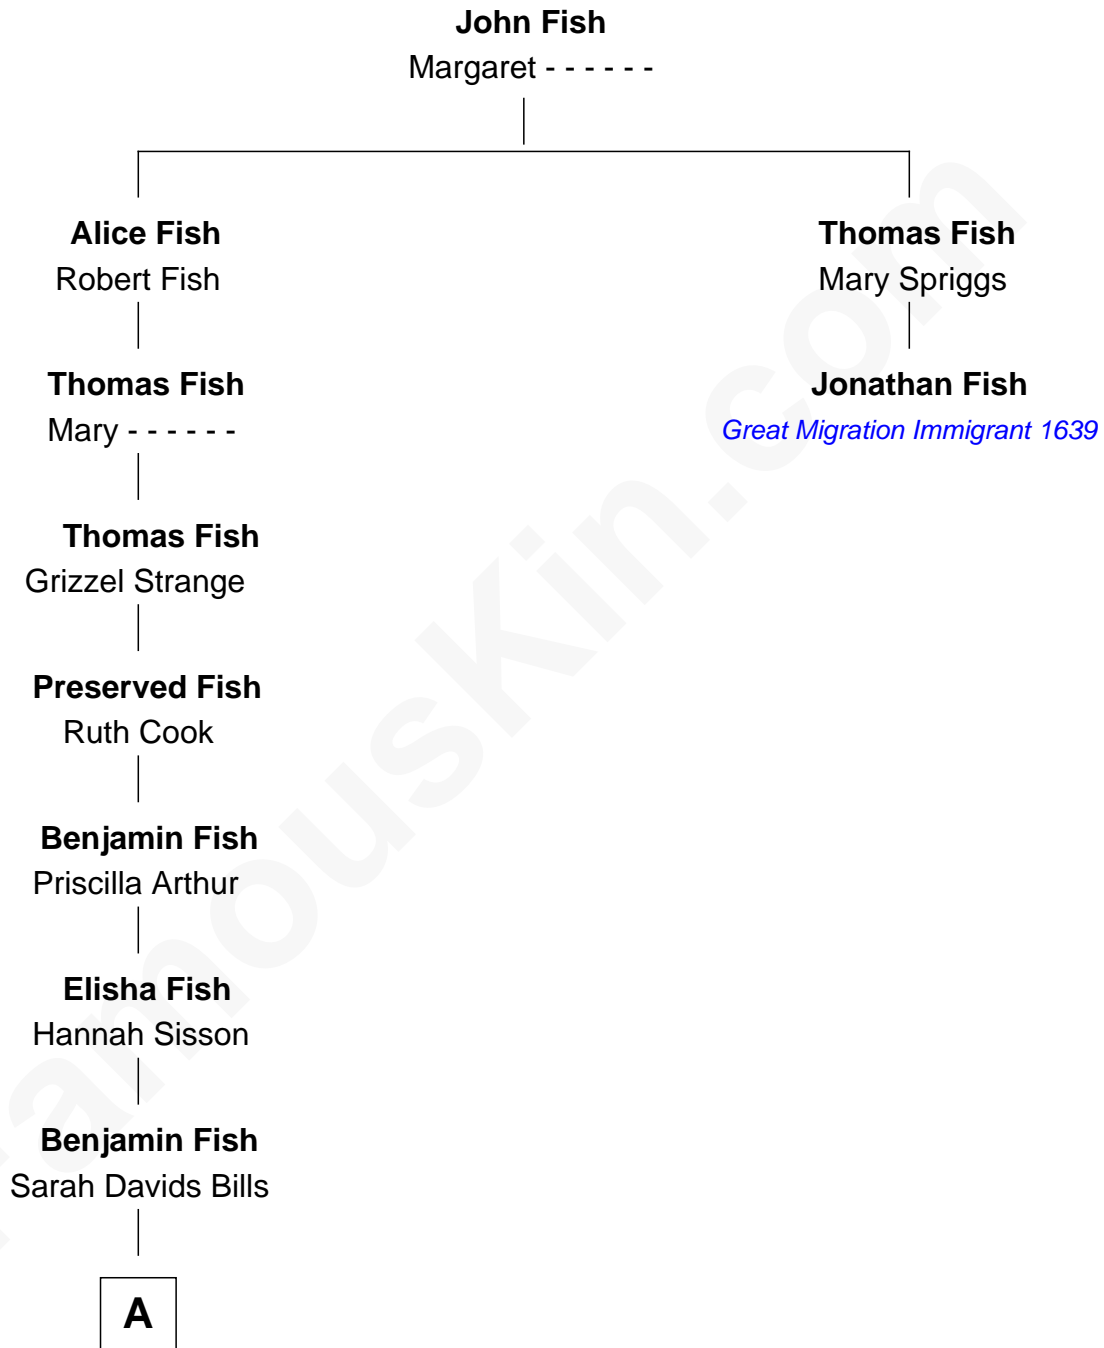 John Fish
Margaret - - - - - -
Alice Fish
Robert Fish
Thomas Fish
Mary Spriggs
Thomas Fish
Mary - - - - - -
Jonathan Fish
Great Migration Immigrant 1639
Thomas Fish
Grizzel Strange
Preserved Fish
Ruth Cook
Benjamin Fish
Priscilla Arthur
Elisha Fish
Hannah Sisson
Benjamin Fish
Sarah Davids Bills
A
FamousKin.com